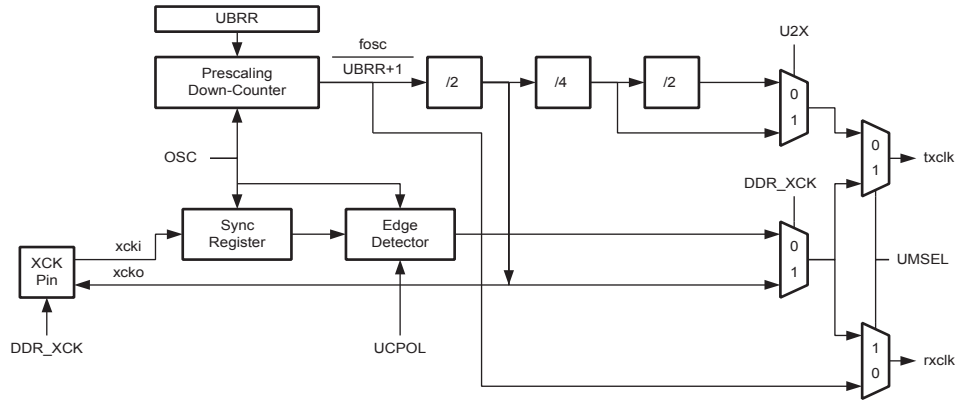 UBRR
U2X
fosc
UBRR+1
Prescaling
Down-Counter
/2
/4
/2
0
1
OSC
0
1
txclk
DDR_XCK
Sync
Register
Edge
Detector
xcki
0
1
XCK
Pin
xcko
UMSEL
DDR_XCK
UCPOL
1
0
rxclk